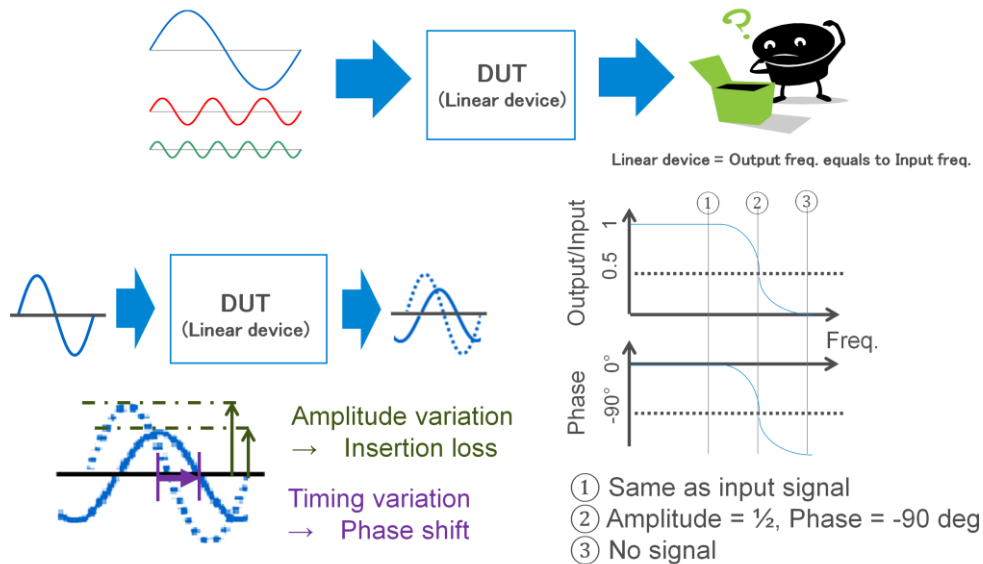 DUT
(Linear device)
?
Linear device = Output freq. equals to Input freq.
DUT
(Linear device)
① ② ③
Output/Input
1
0.5
Freq.
Phase
0°
-90°
Amplitude variation
→ Insertion loss
Timing variation
→ Phase shift
① Same as input signal
② Amplitude = ½, Phase = -90 deg
③ No signal